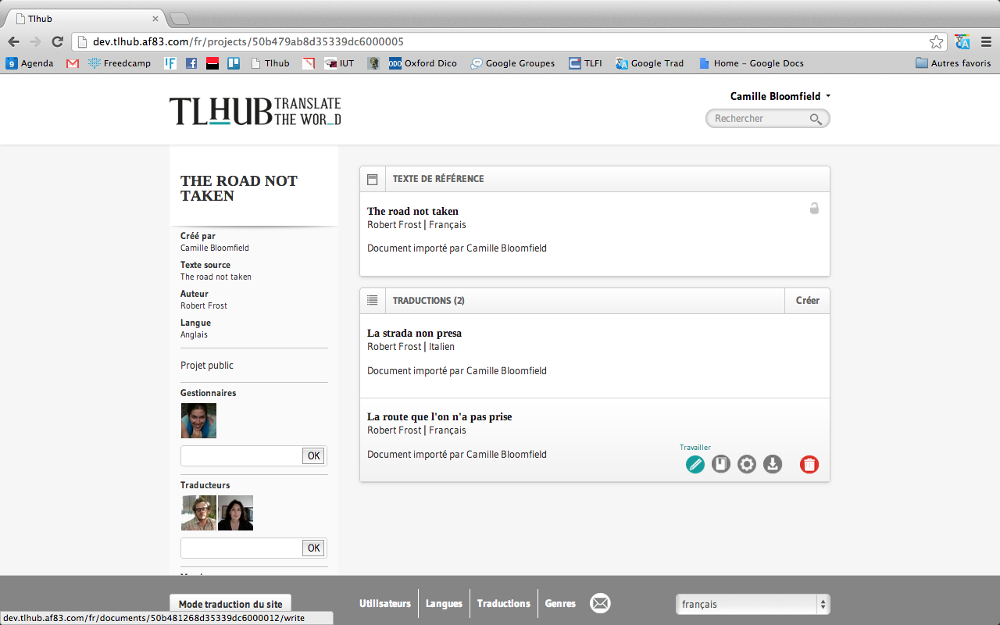 Tlhub
dev.tlhub.af83.com/fr/projects/50b479ab8d35339dc6000005
9 Agenda Freedcamp IF Tlhub IUT ODO Oxford Dico Google Groupes TLFI Google Trad Home – Google Docs Autres favoris
TLHUB TRANSLATE
THE WOR_D
Camille Bloomfield
Rechercher
THE ROAD NOT
TAKEN
Créé par
Camille Bloomfield
Texte source
The road not taken
Auteur
Robert Frost
Langue
Anglais
Projet public
Gestionnaires
OK
Traducteurs
OK
TEXTE DE RÉFÉRENCE
The road not taken
Robert Frost | Français
Document importé par Camille Bloomfield
TRADUCTIONS (2)
Créer
La strada non presa
Robert Frost | Italien
Document importé par Camille Bloomfield
La route que l'on n'a pas prise
Robert Frost | Français
Document importé par Camille Bloomfield
Travailler
Mode traduction du site
Utilisateurs Langues Traductions Genres
français
dev.tlhub.af83.com/fr/documents/50b481268d35339dc6000012/write